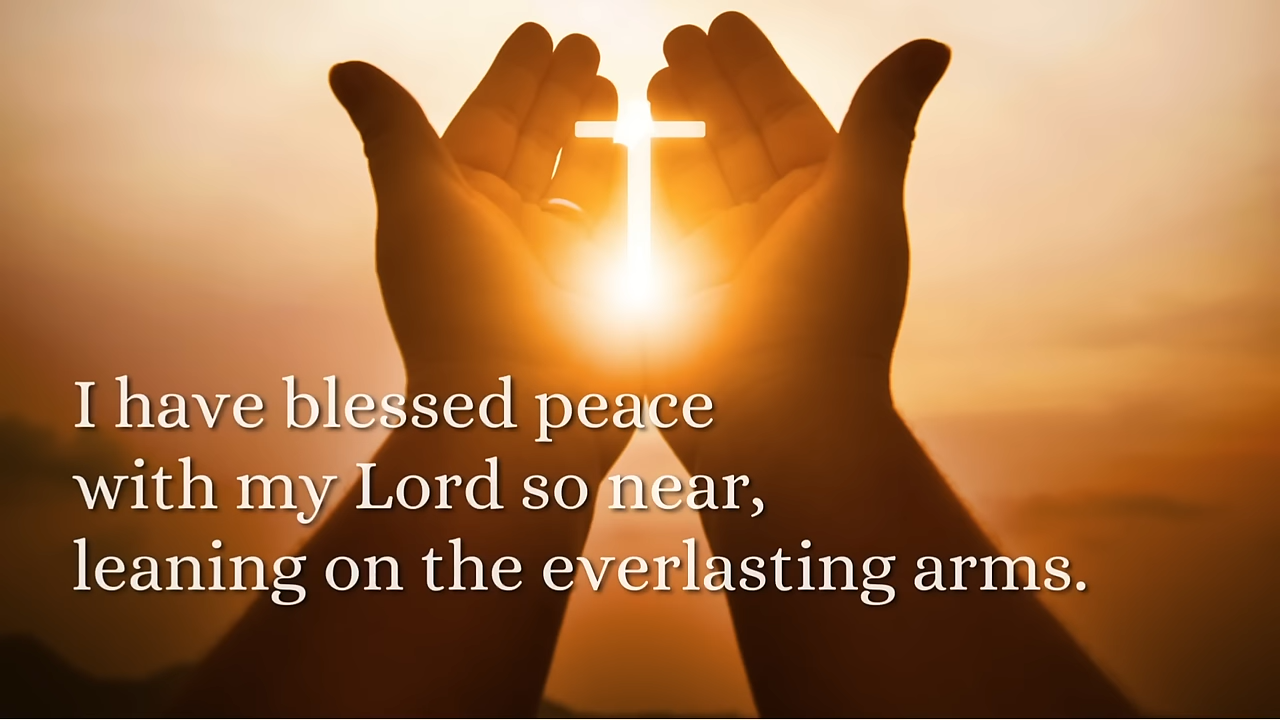 I have blessed peace
with my Lord so near,
leaning on the everlasting arms.